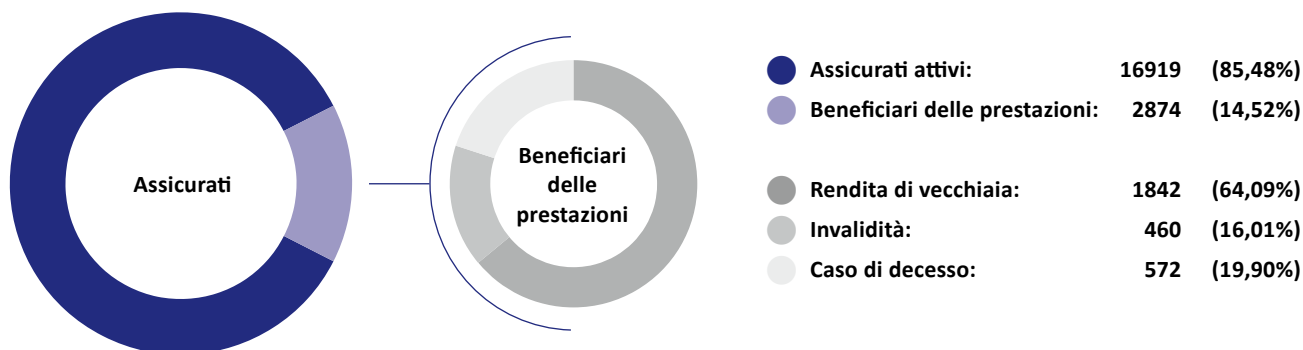 Assicurati
Beneficiari
delle
prestazioni
Assicurati attivi: 16919 (85,48%)
Beneficiari delle prestazioni: 2874 (14,52%)
Rendita di vecchiaia: 1842 (64,09%)
Invalidità: 460 (16,01%)
Caso di decesso: 572 (19,90%)